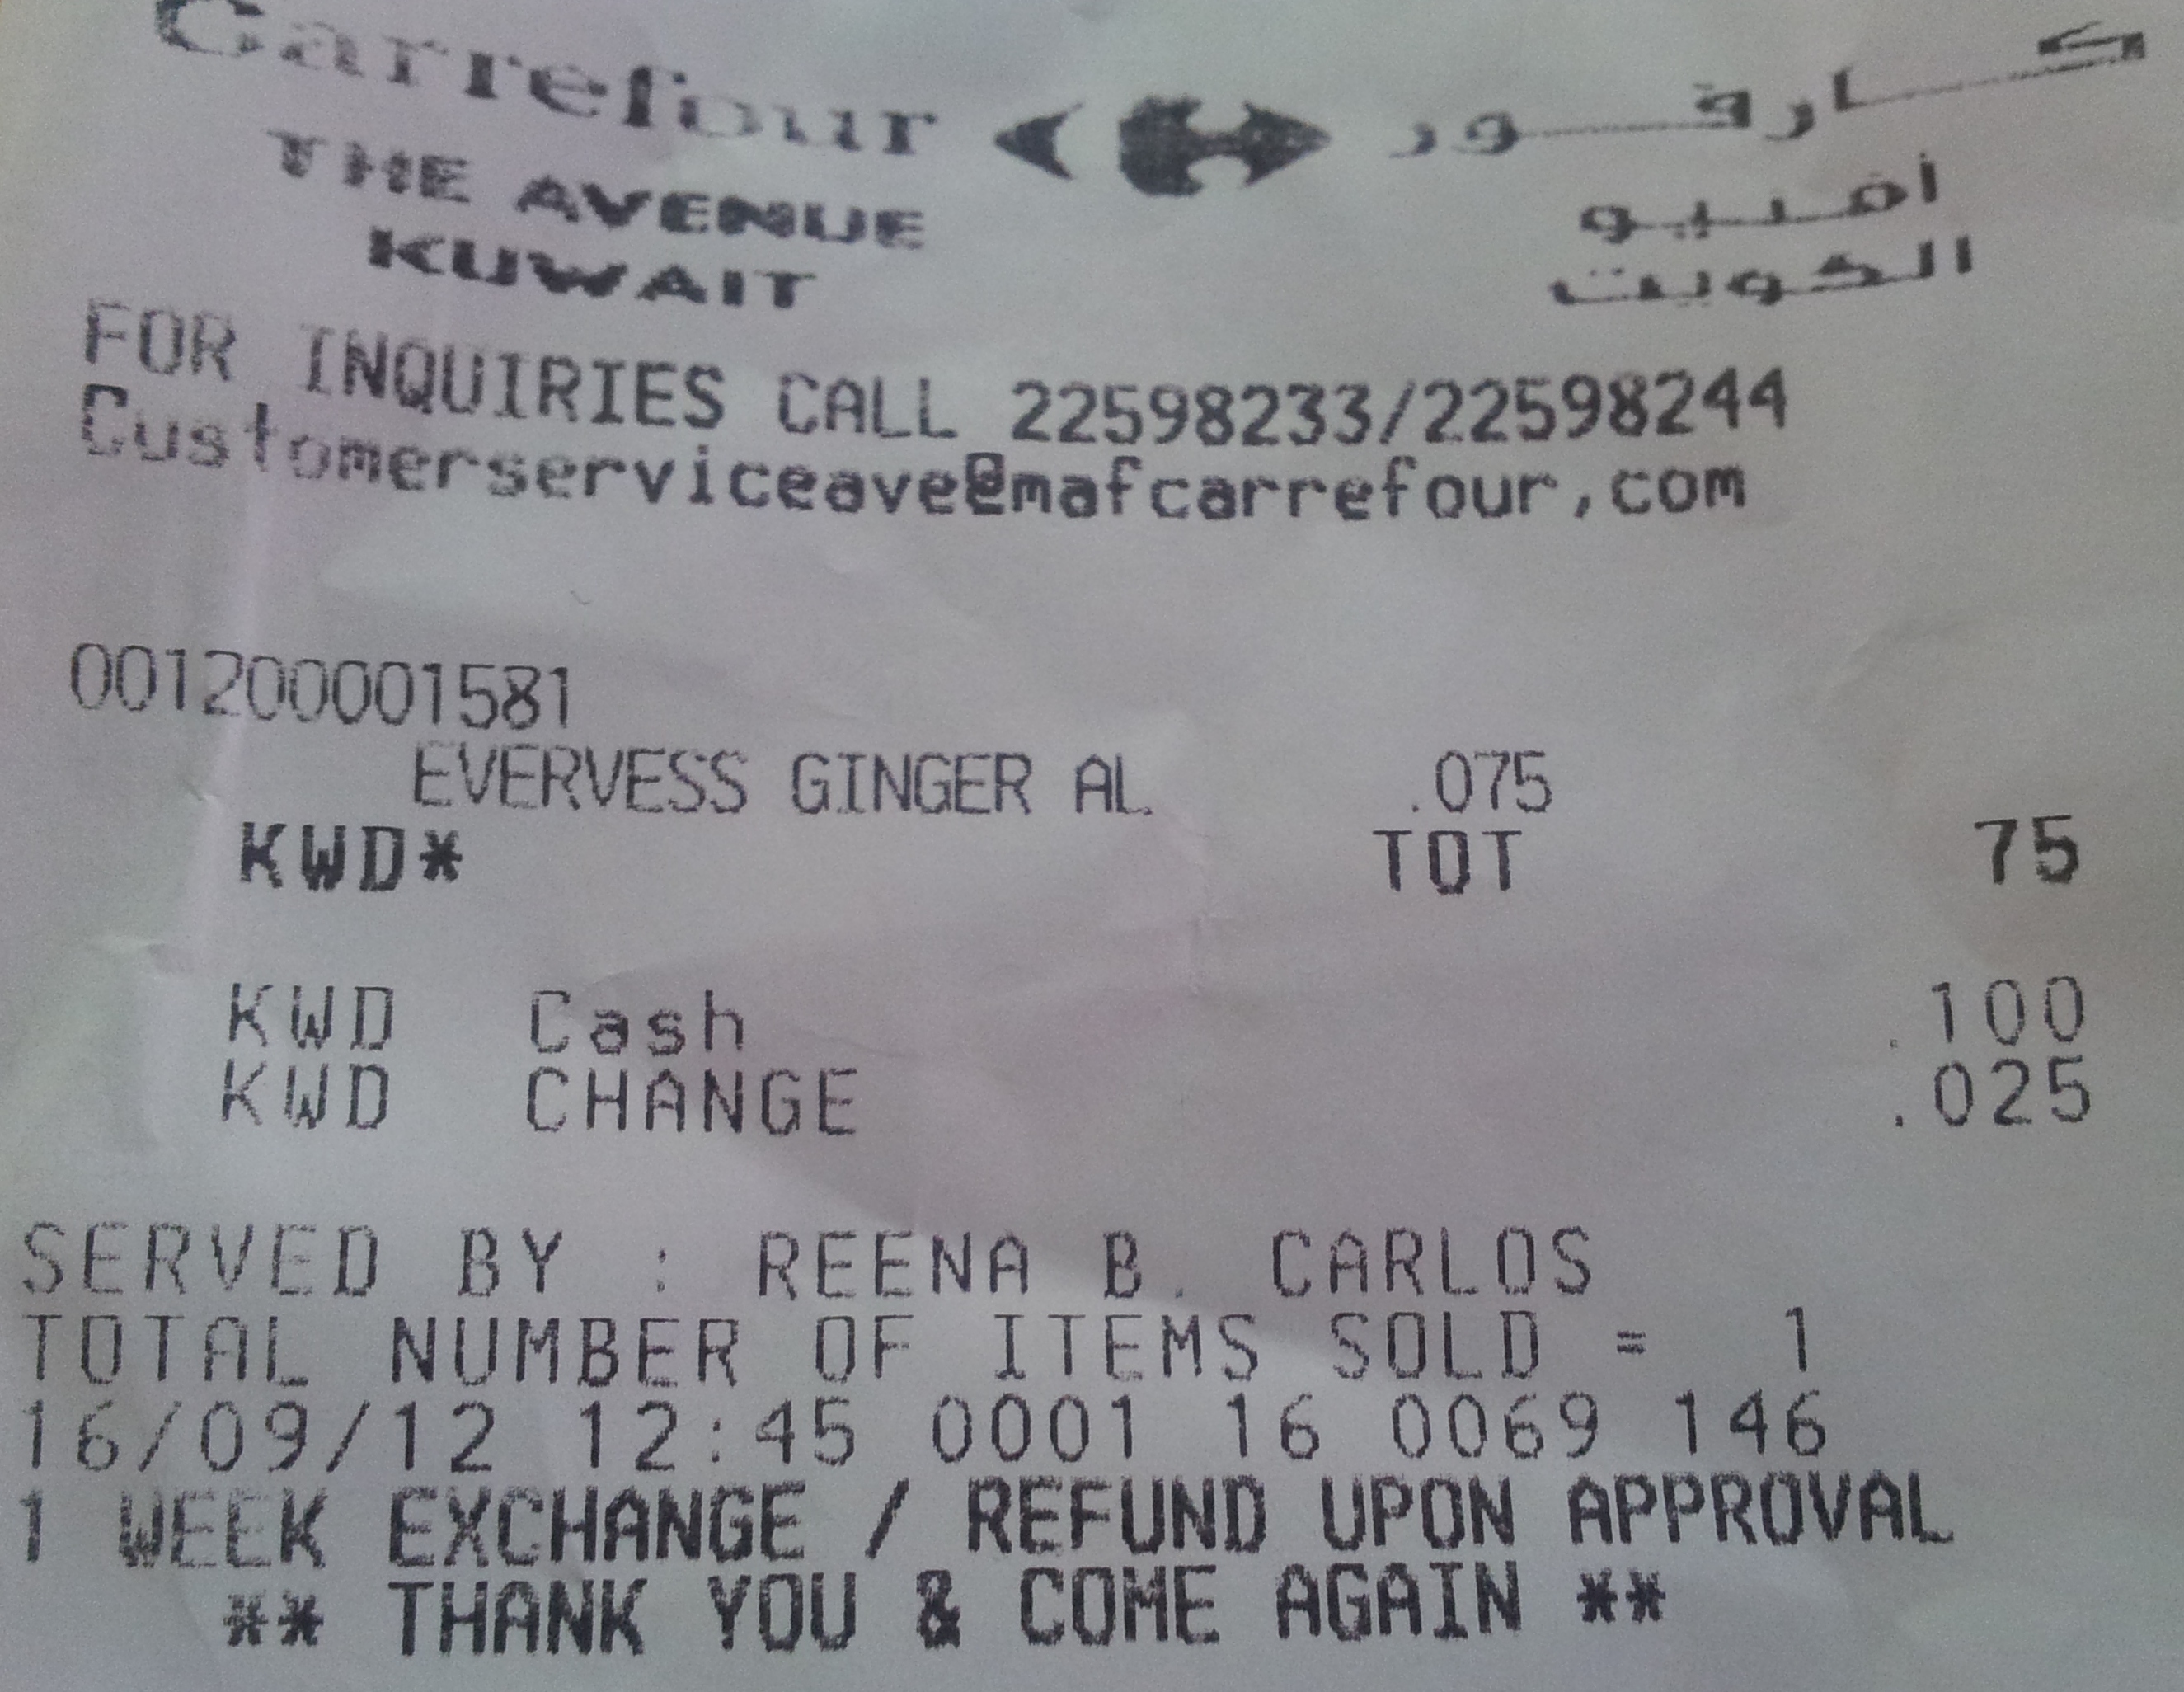 Carrefour كارفور
THE AVENUE أفنيو
KUWAIT الكويت
FOR INQUIRIES CALL 22598233/22598244
Customerserviceave@mafcarrefour,com
001200001581
EVERVESS GINGER AL. .075
KWD* TOT 75
KWD Cash .100
KWD CHANGE .025
SERVED BY : REENA B. CARLOS
TOTAL NUMBER OF ITEMS SOLD = 1
16/09/12 12:45 0001 16 0069 146
1 WEEK EXCHANGE / REFUND UPON APPROVAL
** THANK YOU & COME AGAIN **